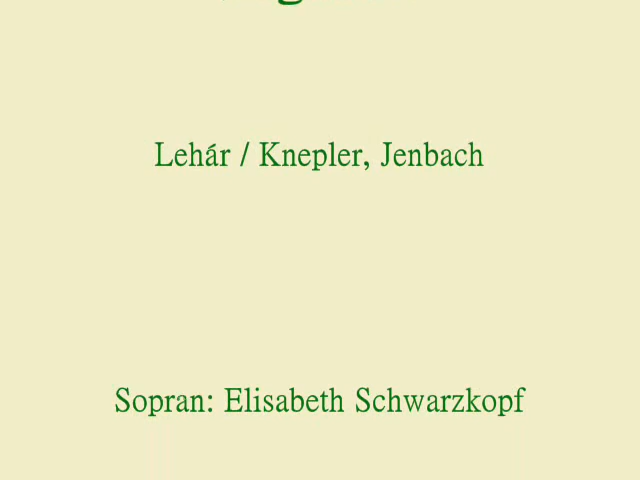 Lehár / Knepler, Jenbach
Sopran: Elisabeth Schwarzkopf